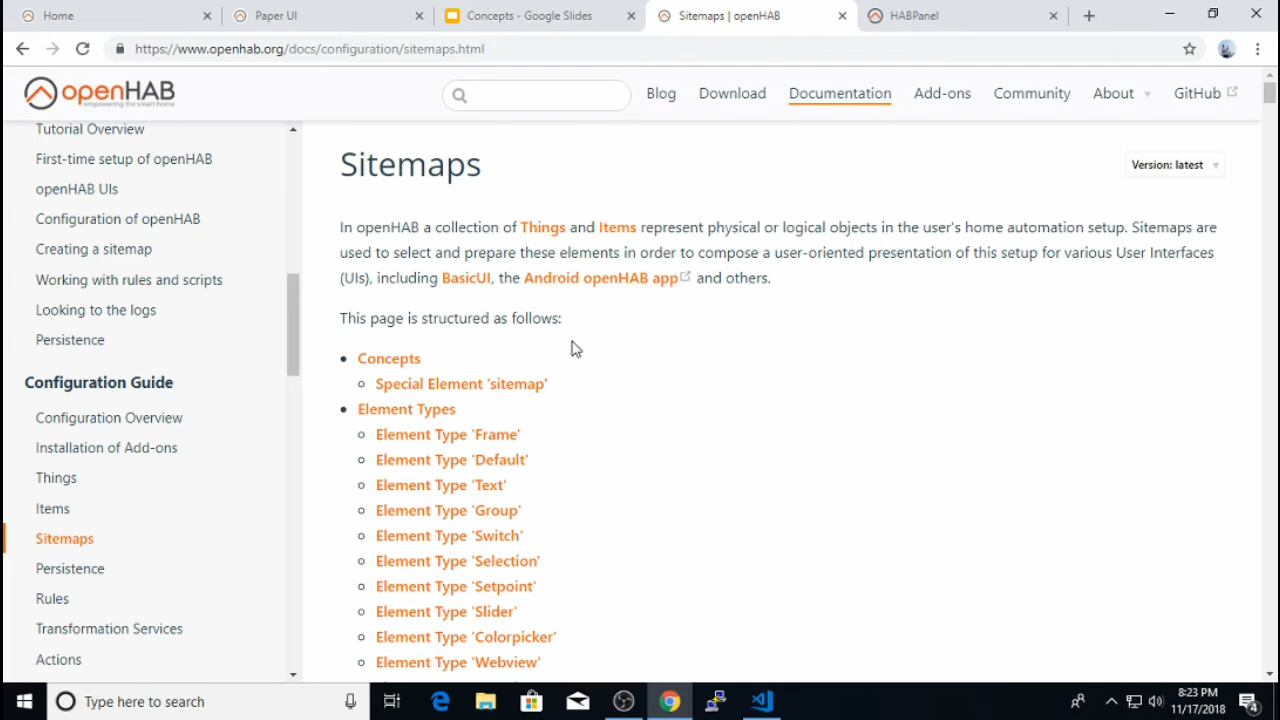 Home
Paper UI
Concepts - Google Slides
Sitemaps | openHAB
HABPanel
https://www.openhab.org/docs/configuration/sitemaps.html
openHAB
empowering the smart home
Blog
Download
Documentation
Add-ons
Community
About
GitHub
Tutorial Overview
First-time setup of openHAB
openHAB UIs
Configuration of openHAB
Creating a sitemap
Working with rules and scripts
Looking to the logs
Persistence
Configuration Guide
Configuration Overview
Installation of Add-ons
Things
Items
Sitemaps
Persistence
Rules
Transformation Services
Actions
Sitemaps
Version: latest
In openHAB a collection of Things and Items represent physical or logical objects in the user's home automation setup. Sitemaps are
used to select and prepare these elements in order to compose a user-oriented presentation of this setup for various User Interfaces
(UIs), including BasicUI, the Android openHAB app and others.
This page is structured as follows:
• Concepts
◦ Special Element 'sitemap'
• Element Types
◦ Element Type 'Frame'
◦ Element Type 'Default'
◦ Element Type 'Text'
◦ Element Type 'Group'
◦ Element Type 'Switch'
◦ Element Type 'Selection'
◦ Element Type 'Setpoint'
◦ Element Type 'Slider'
◦ Element Type 'Colorpicker'
◦ Element Type 'Webview'
Type here to search
8:23 PM
11/17/2018
4